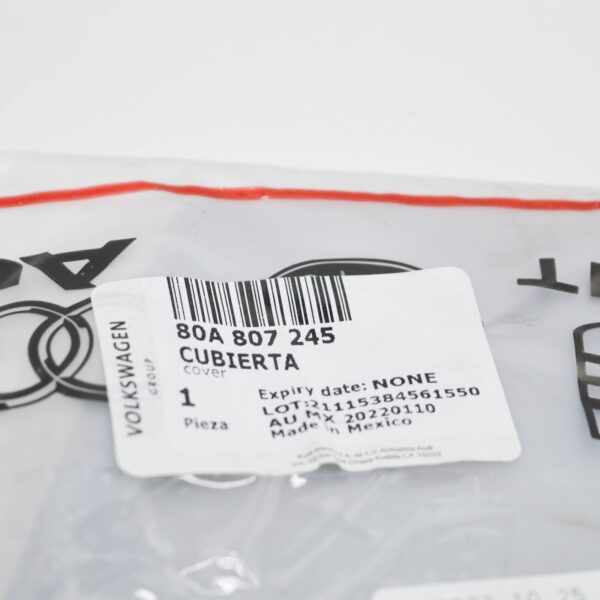 VOLKSWAGEN
GROUP
80A 807 245
CUBIERTA
cover
1
Pieza
Expiry date: NONE
LOT:21115384561550
AU MX 20220110
Made in Mexico